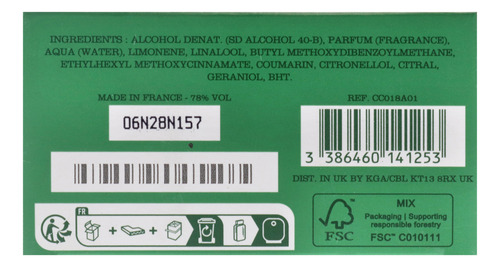 INGREDIENTS : ALCOHOL DENAT. (SD ALCOHOL 40-B), PARFUM (FRAGRANCE),
AQUA (WATER), LIMONENE, LINALOOL, BUTYL METHOXYDIBENZOYLMETHANE,
ETHYLHEXYL METHOXYCINNAMATE, COUMARIN, CITRONELLOL, CITRAL,
GERANIOL, BHT.
MADE IN FRANCE - 78% VOL
06N28N157
REF. CC018A01
3 386460 141253
DIST. IN UK BY KGA/CBL KT13 8RX UK
FR
FSC
MIX
Packaging | Supporting
responsible forestry
FSC™ C010111